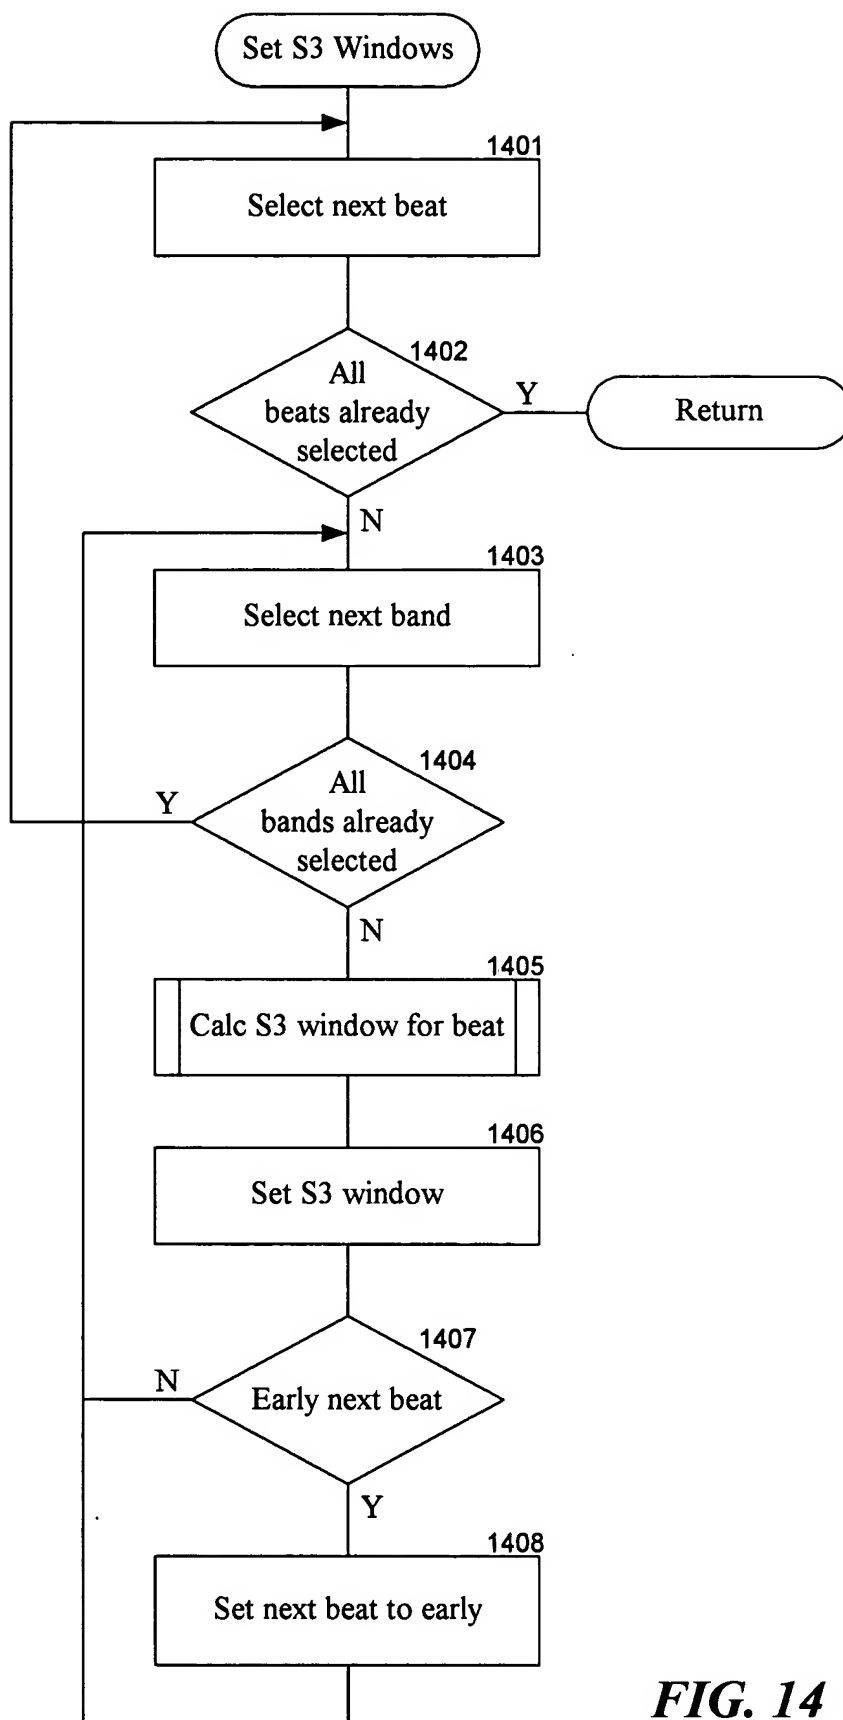 Set S3 Windows
1401
Select next beat
1402
All
beats already
selected
Y
Return
N
1403
Select next band
1404
All
bands already
selected
Y
N
1405
Calc S3 window for beat
1406
Set S3 window
1407
Early next beat
N
Y
1408
Set next beat to early
FIG. 14